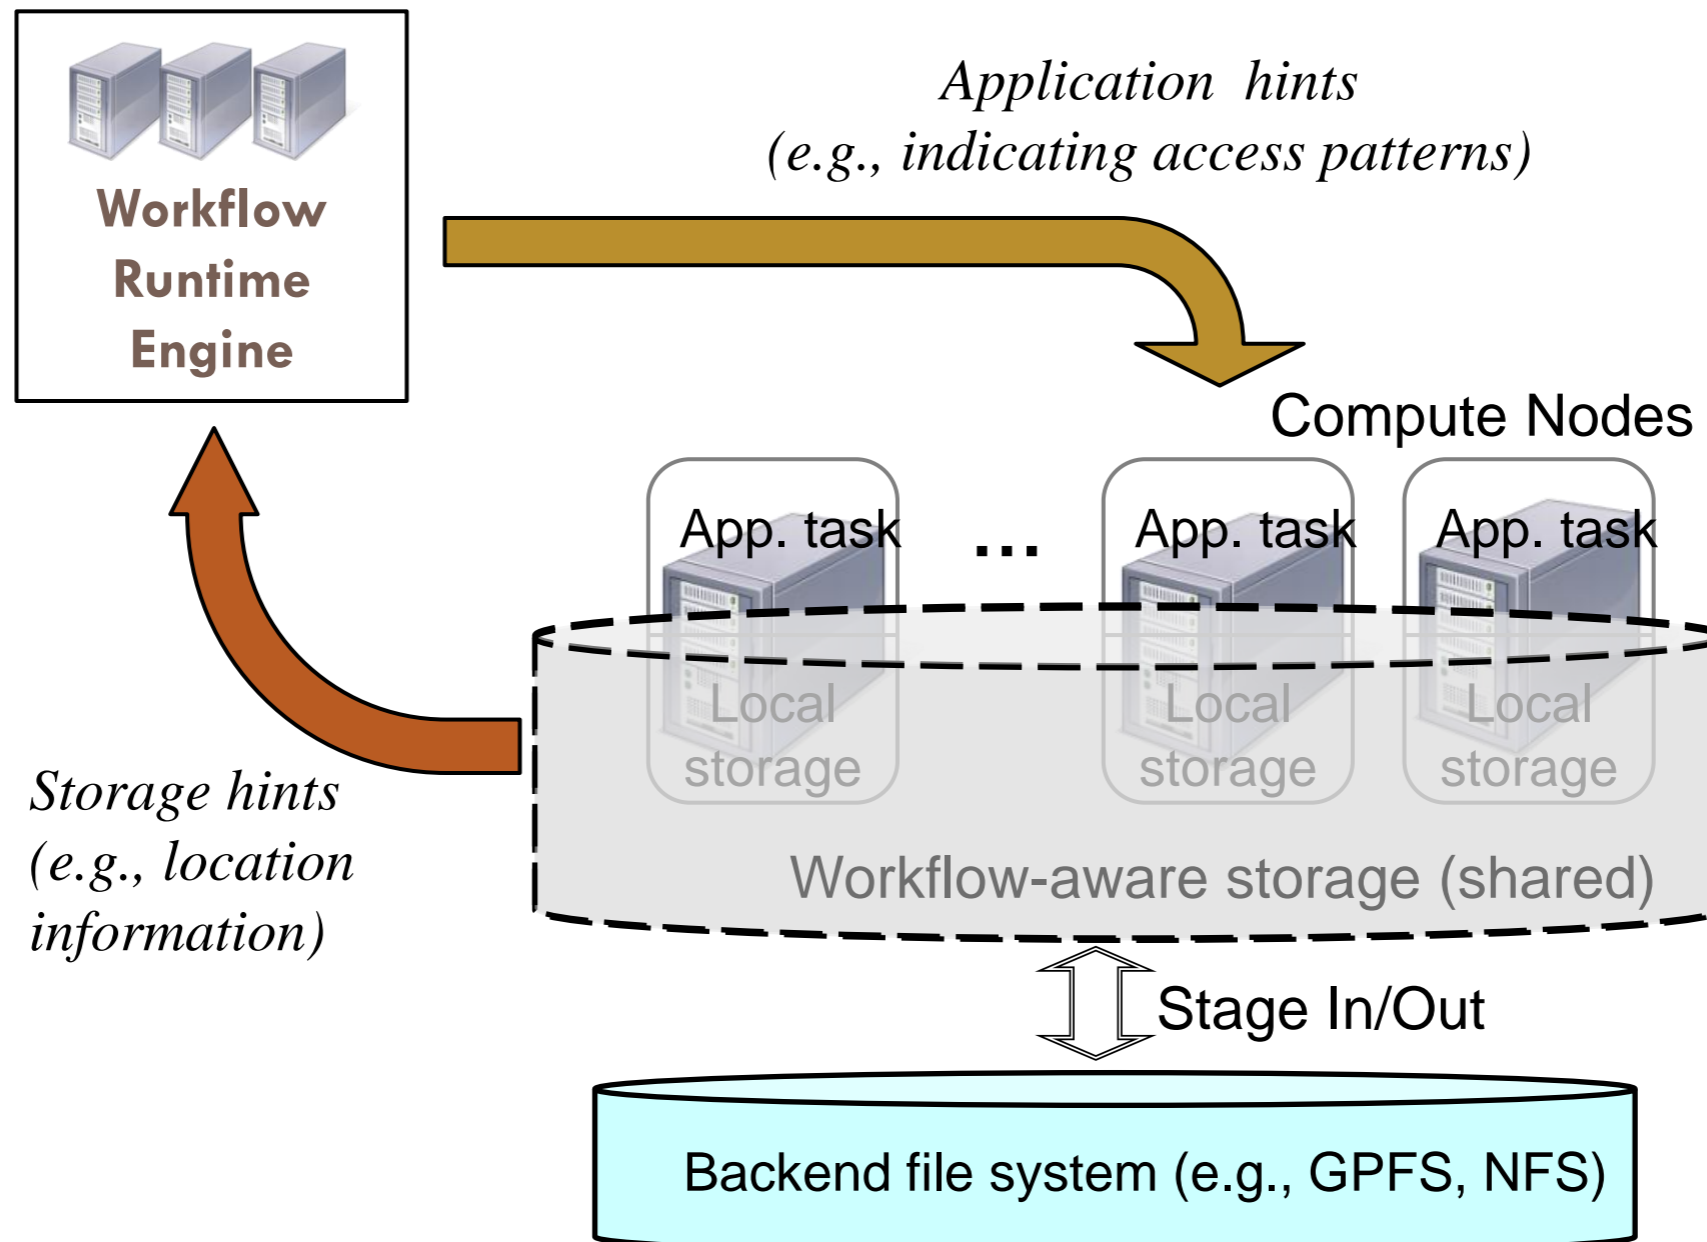 Workflow
Runtime
Engine
Application hints
(e.g., indicating access patterns)
Compute Nodes
App. task
...
App. task
App. task
Local
storage
Local
storage
Local
storage
Storage hints
(e.g., location
information)
Workflow-aware storage (shared)
Stage In/Out
Backend file system (e.g., GPFS, NFS)